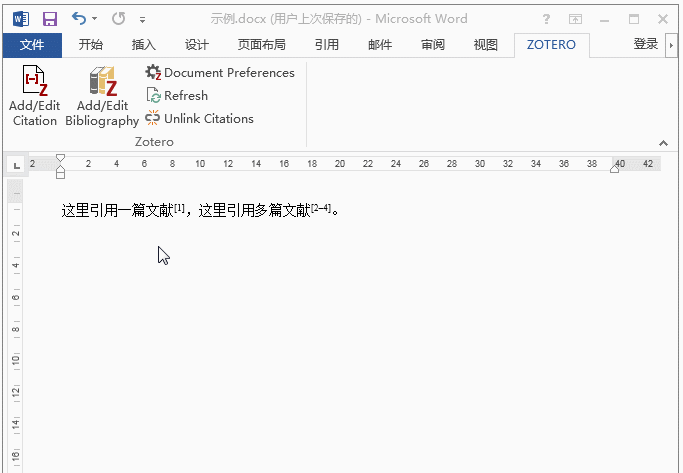 示例.docx (用户上次保存的) - Microsoft Word
文件 开始 插入 设计 页面布局 引用 邮件 审阅 视图 ZOTERO 登录
Add/Edit Citation
Add/Edit Bibliography
Document Preferences
Refresh
Unlink Citations
Zotero
2 2 4 6 8 10 12 14 16 18 20 22 24 26 28 30 32 34 36 38 40 42
这里引用一篇文献[1]，这里引用多篇文献[2–4]。
2
4
6
8
10
12
14
16